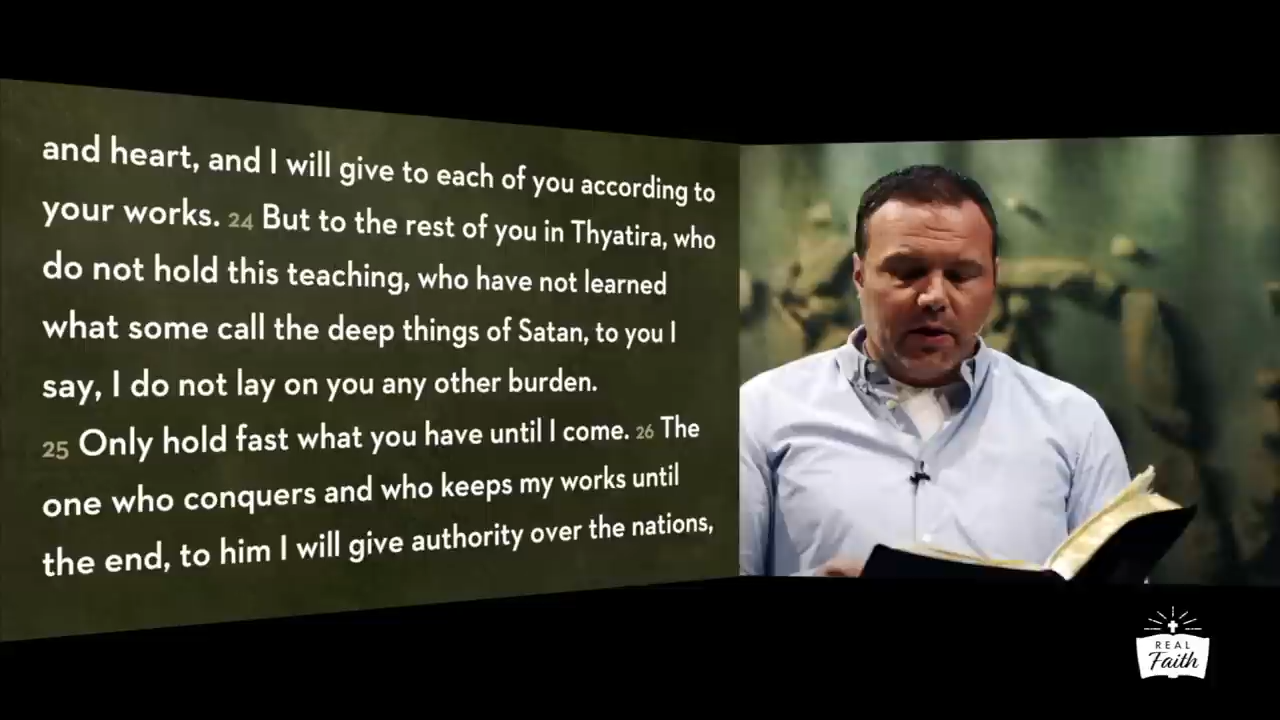 and heart, and I will give to each of you according to
your works. 24 But to the rest of you in Thyatira, who
do not hold this teaching, who have not learned
what some call the deep things of Satan, to you I
say, I do not lay on you any other burden.
25 Only hold fast what you have until I come. 26 The
one who conquers and who keeps my works until
the end, to him I will give authority over the nations,
REAL
Faith